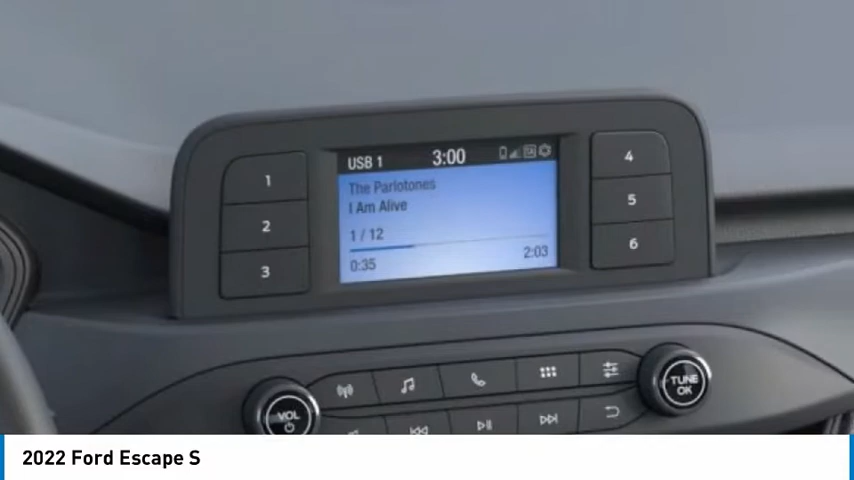 USB 1 3:00
The Parlotones
I Am Alive
1 / 12
0:35 2:03
1
2
3
4
5
6
VOL
TUNE
OK
2022 Ford Escape S